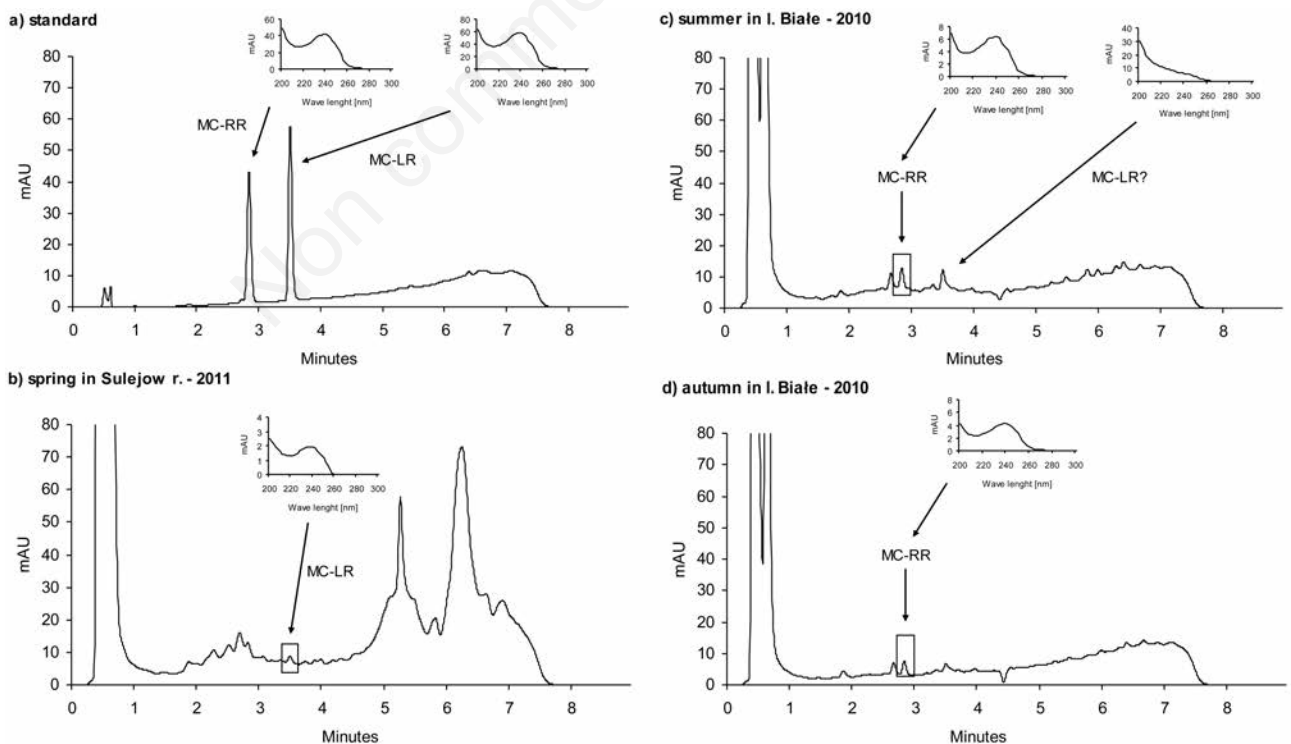 a) standard
mAU
60
40
20
0
200 220 240 260 280 300
Wave lenght [nm]
mAU
80
60
40
20
0
200 220 240 260 280 300
Wave lenght [nm]
MC-RR
MC-LR
mAU
80
70
60
50
40
30
20
10
0
0 1 2 3 4 5 6 7 8
Minutes
Non comm
b) spring in Sulejow r. - 2011
mAU
4
3
2
1
0
200 220 240 260 280 300
Wave lenght [nm]
MC-LR
mAU
80
70
60
50
40
30
20
10
0
0 1 2 3 4 5 6 7 8
Minutes
c) summer in l. Białe - 2010
mAU
8
6
4
2
0
200 220 240 260 280 300
Wave lenght [nm]
mAU
40
30
20
10
0
200 220 240 260 280 300
Wave lenght [nm]
MC-RR
MC-LR?
mAU
80
70
60
50
40
30
20
10
0
0 1 2 3 4 5 6 7 8
Minutes
d) autumn in l. Białe - 2010
mAU
8
6
4
2
0
200 220 240 260 280 300
Wave lenght [nm]
MC-RR
mAU
80
70
60
50
40
30
20
10
0
0 1 2 3 4 5 6 7 8
Minutes